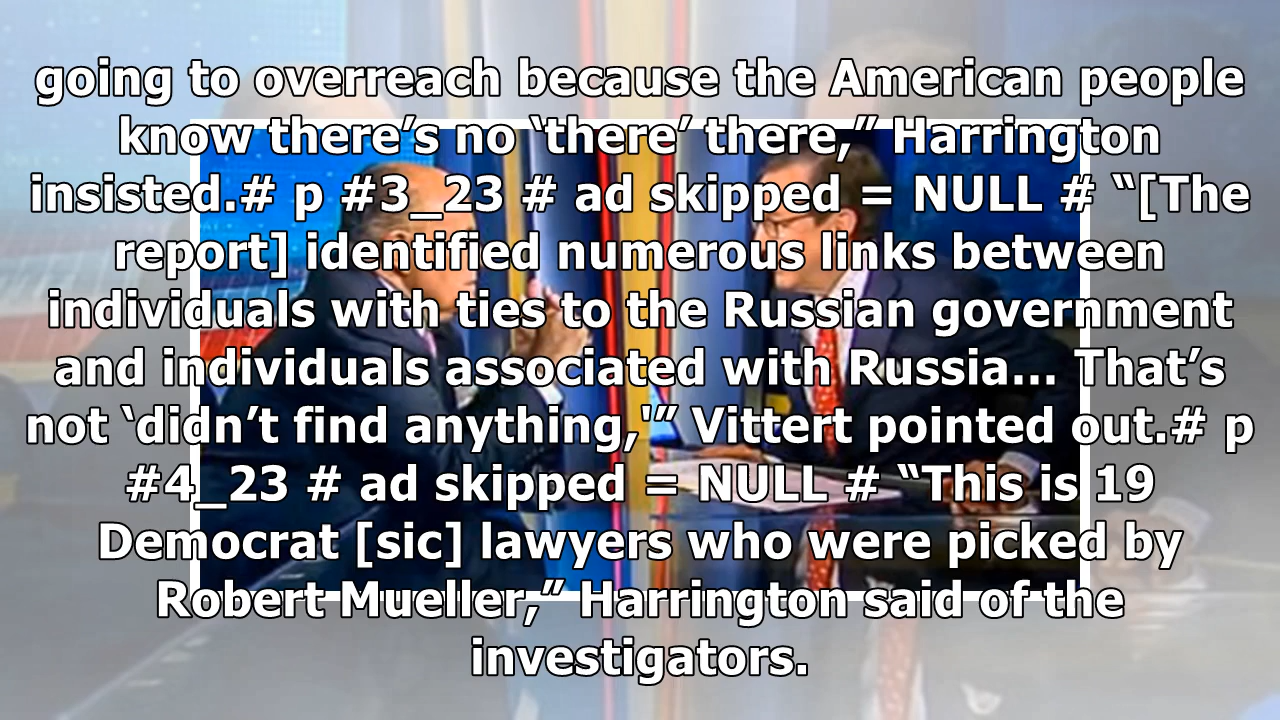 going to overreach because the American people
know there’s no ‘there’ there,” Harrington
insisted.# p #3_23 # ad skipped = NULL # “[The
report] identified numerous links between
individuals with ties to the Russian government
and individuals associated with Russia… That’s
not ‘didn’t find anything,'” Vittert pointed out.# p
#4_23 # ad skipped = NULL # “This is 19
Democrat [sic] lawyers who were picked by
Robert Mueller,” Harrington said of the
investigators.